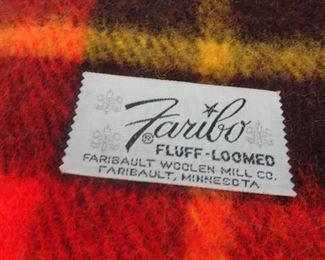 Faribo
®
FLUFF-LOOMED
FARIBAULT WOOLEN MILL CO.
FARIBAULT, MINNESOTA